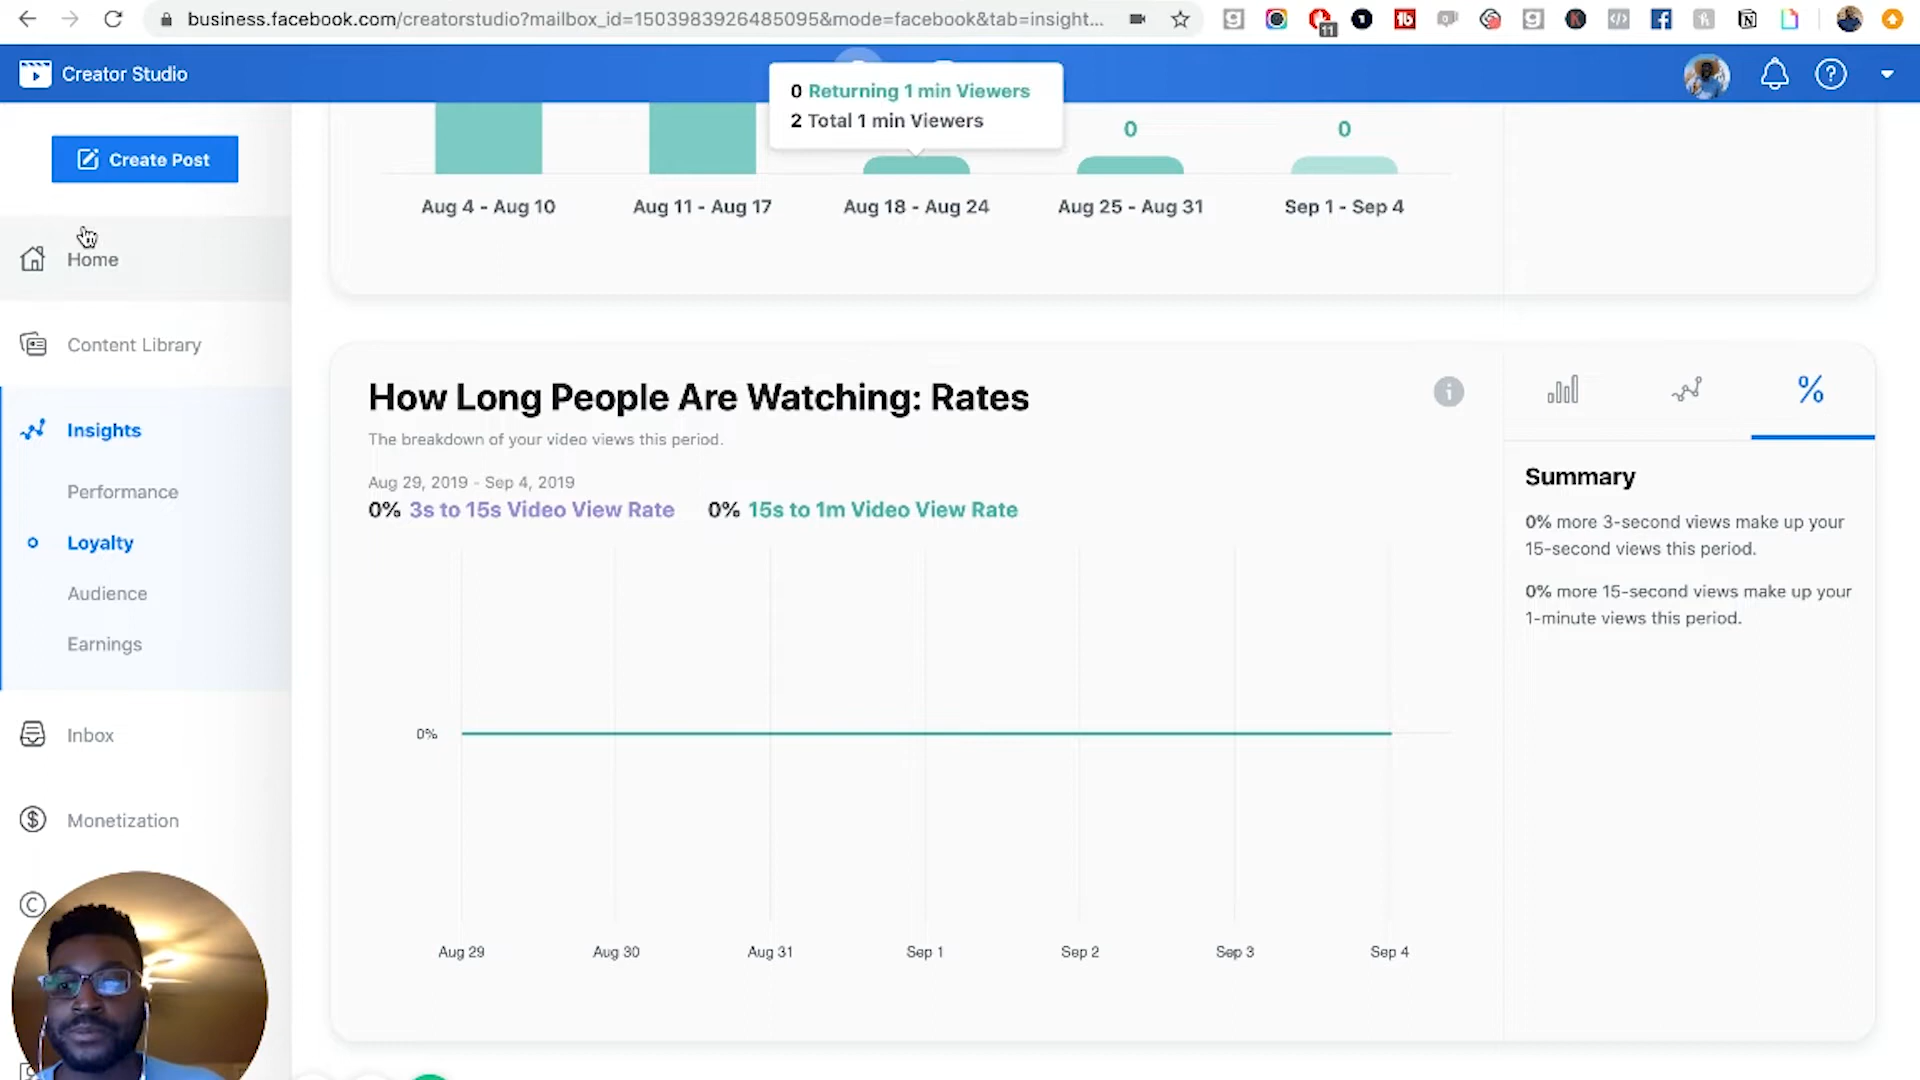 business.facebook.com/creatorstudio?mailbox_id=1503983926485095&mode=facebook&tab=insight...
11
Creator Studio
0 Returning 1 min Viewers
2 Total 1 min Viewers
Create Post
0
0
Aug 4 - Aug 10
Aug 11 - Aug 17
Aug 18 - Aug 24
Aug 25 - Aug 31
Sep 1 - Sep 4
Home
Content Library
Insights
Performance
Loyalty
Audience
Earnings
Inbox
Monetization
How Long People Are Watching: Rates
The breakdown of your video views this period.
Aug 29, 2019 - Sep 4, 2019
0% 3s to 15s Video View Rate 0% 15s to 1m Video View Rate
0%
Aug 29
Aug 30
Aug 31
Sep 1
Sep 2
Sep 3
Sep 4
%
Summary
0% more 3-second views make up your
15-second views this period.
0% more 15-second views make up your
1-minute views this period.